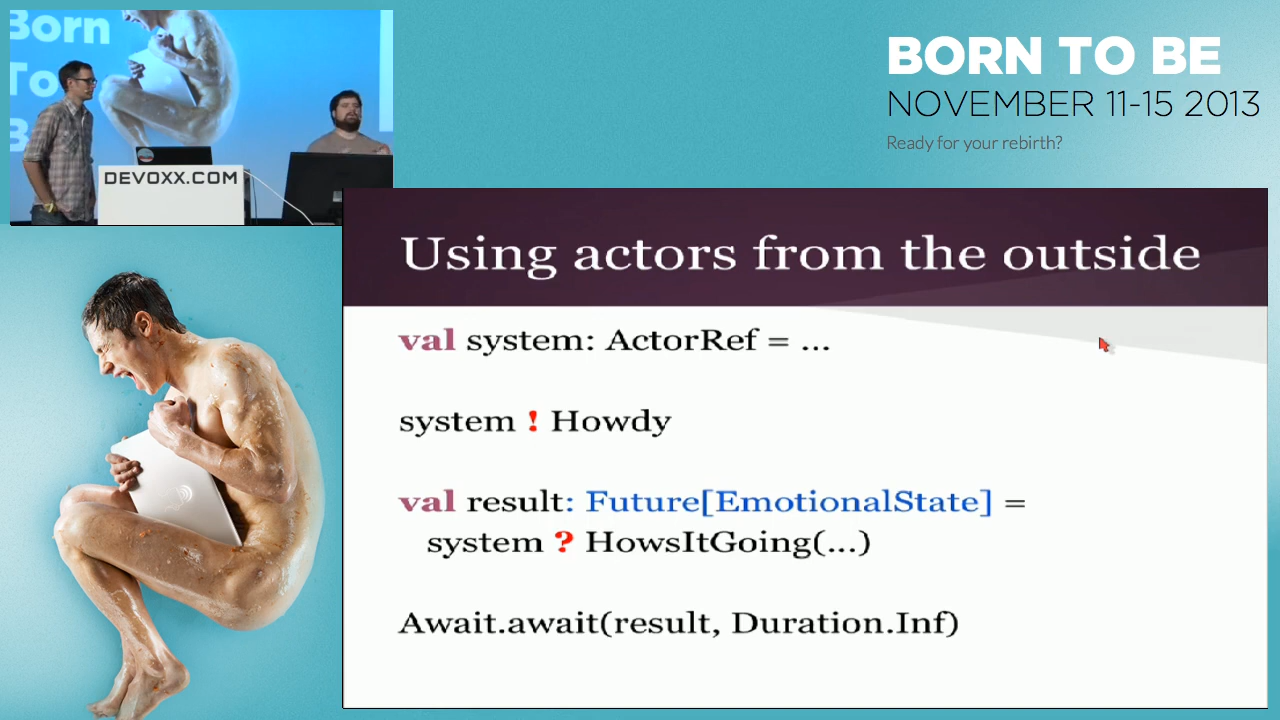 Born
To
B
DEVOXX.COM
BORN TO BE
NOVEMBER 11-15 2013
Ready for your rebirth?
Using actors from the outside
val system: ActorRef = ...
system ! Howdy
val result: Future[EmotionalState] =
system ? HowsItGoing(...)
Await.await(result, Duration.Inf)